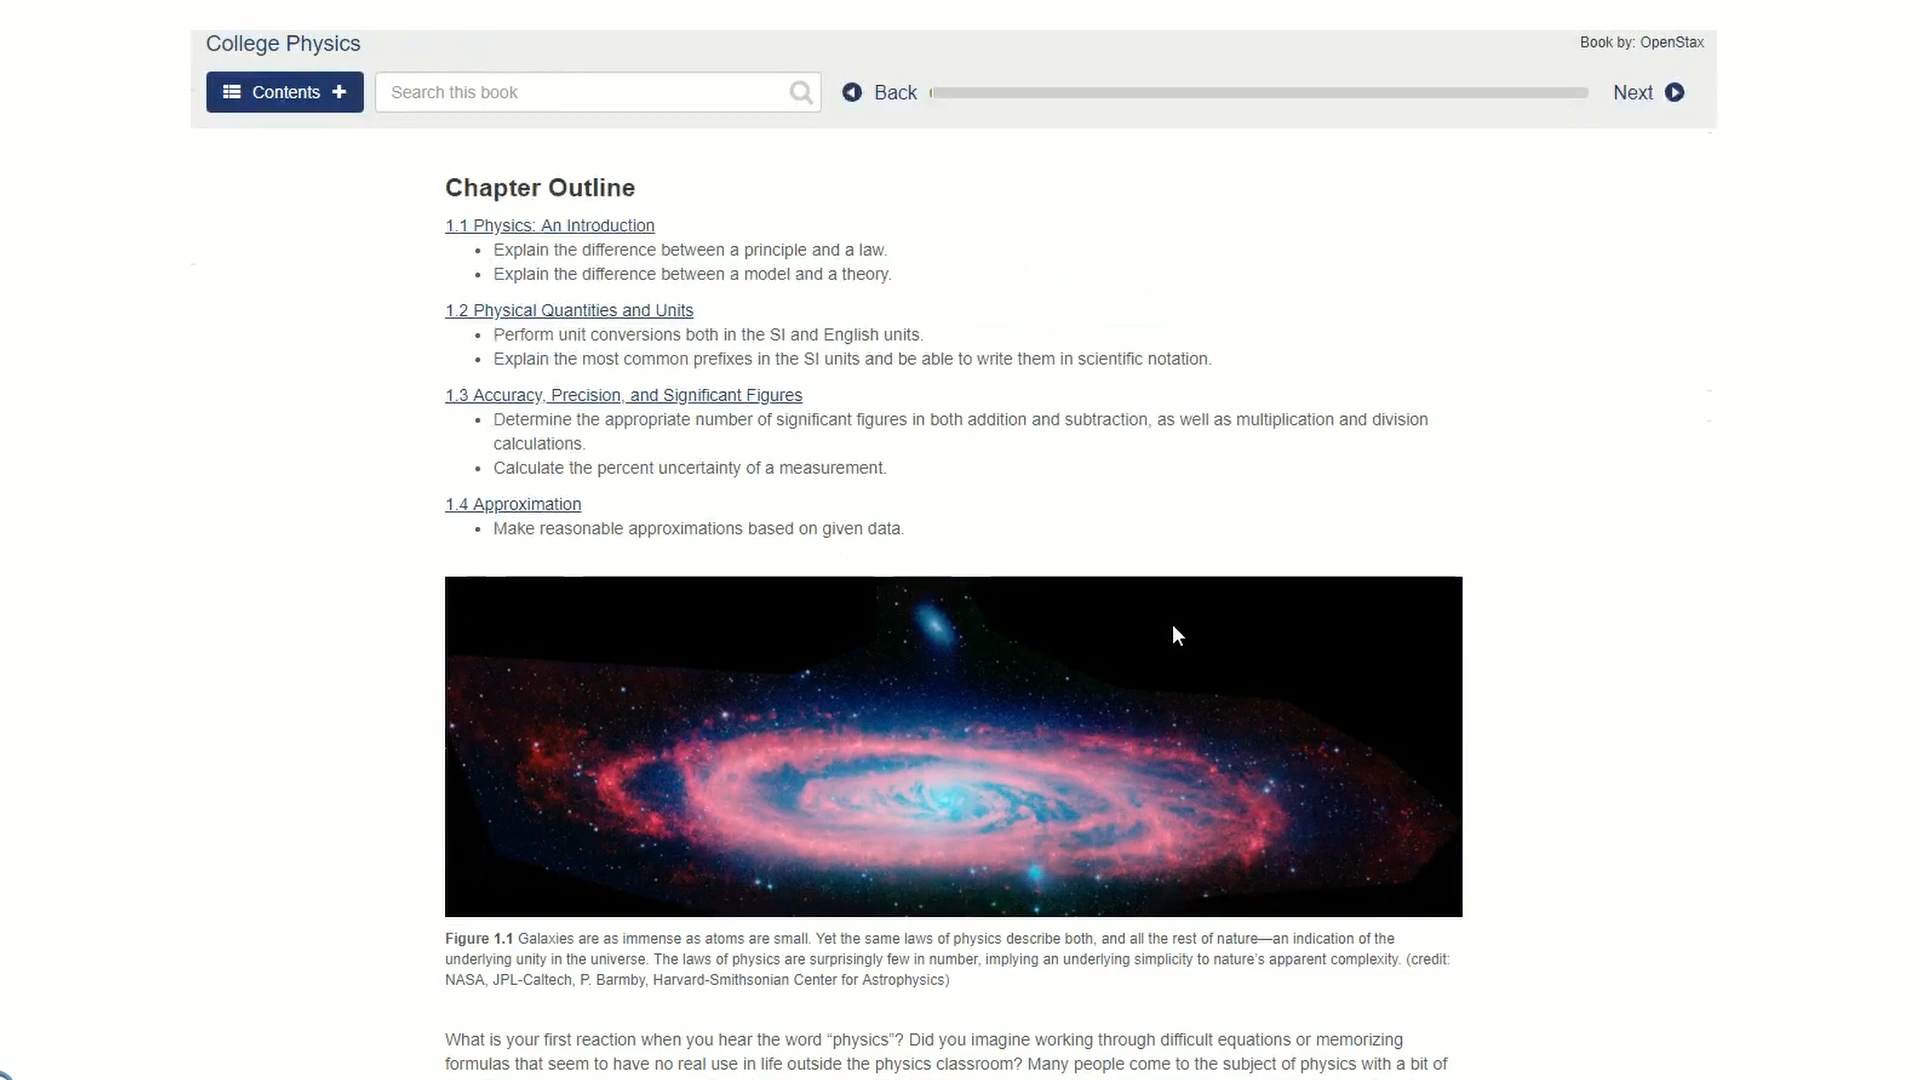 College Physics
Book by: OpenStax
Contents
Search this book
Back
Next
Chapter Outline
1.1 Physics: An Introduction
• Explain the difference between a principle and a law.
• Explain the difference between a model and a theory.
1.2 Physical Quantities and Units
• Perform unit conversions both in the SI and English units.
• Explain the most common prefixes in the SI units and be able to write them in scientific notation.
1.3 Accuracy, Precision, and Significant Figures
• Determine the appropriate number of significant figures in both addition and subtraction, as well as multiplication and division
calculations.
• Calculate the percent uncertainty of a measurement.
1.4 Approximation
• Make reasonable approximations based on given data.
Figure 1.1 Galaxies are as immense as atoms are small. Yet the same laws of physics describe both, and all the rest of nature—an indication of the
underlying unity in the universe. The laws of physics are surprisingly few in number, implying an underlying simplicity to nature’s apparent complexity. (credit:
NASA, JPL-Caltech, P. Barmby, Harvard-Smithsonian Center for Astrophysics)
What is your first reaction when you hear the word “physics”? Did you imagine working through difficult equations or memorizing
formulas that seem to have no real use in life outside the physics classroom? Many people come to the subject of physics with a bit of